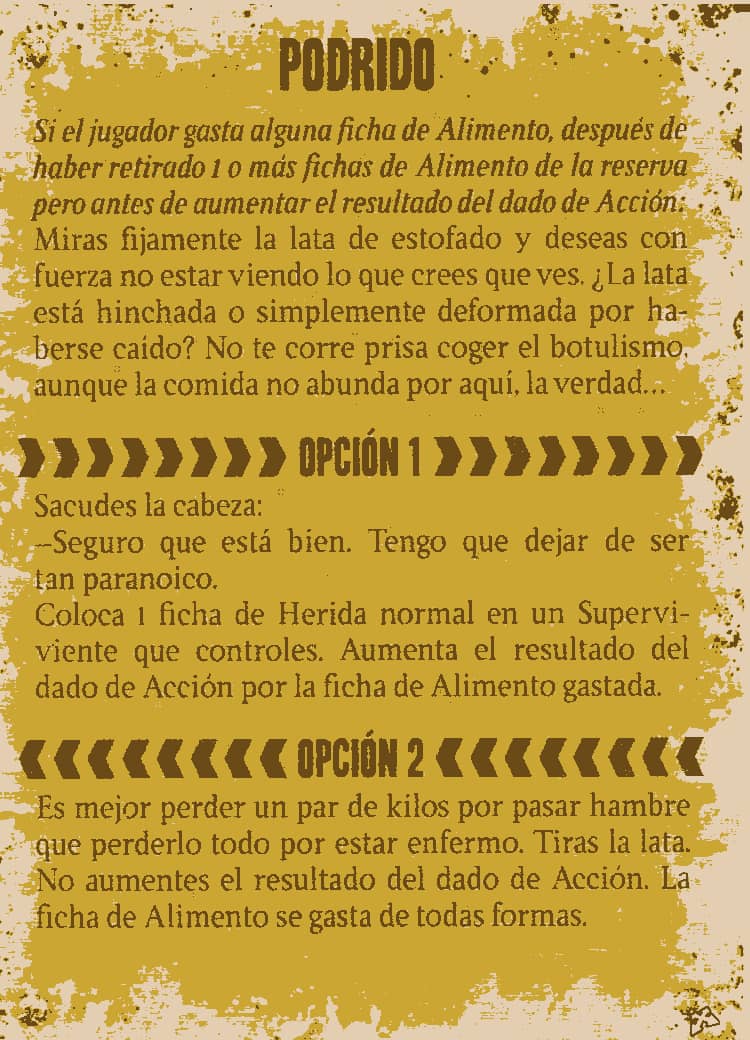 PODRIDO
Si el jugador gasta alguna ficha de Alimento, después de
haber retirado 1 o más fichas de Alimento de la reserva
pero antes de aumentar el resultado del dado de Acción:
Miras fijamente la lata de estofado y deseas con
fuerza no estar viendo lo que crees que ves. ¿La lata
está hinchada o simplemente deformada por ha-
berse caído? No te corre prisa coger el botulismo,
aunque la comida no abunda por aquí, la verdad...
OPCIÓN 1
Sacudes la cabeza:
–Seguro que está bien. Tengo que dejar de ser
tan paranoico.
Coloca 1 ficha de Herida normal en un Supervi-
viente que controles. Aumenta el resultado del
dado de Acción por la ficha de Alimento gastada.
OPCIÓN 2
Es mejor perder un par de kilos por pasar hambre
que perderlo todo por estar enfermo. Tiras la lata.
No aumentes el resultado del dado de Acción. La
ficha de Alimento se gasta de todas formas.